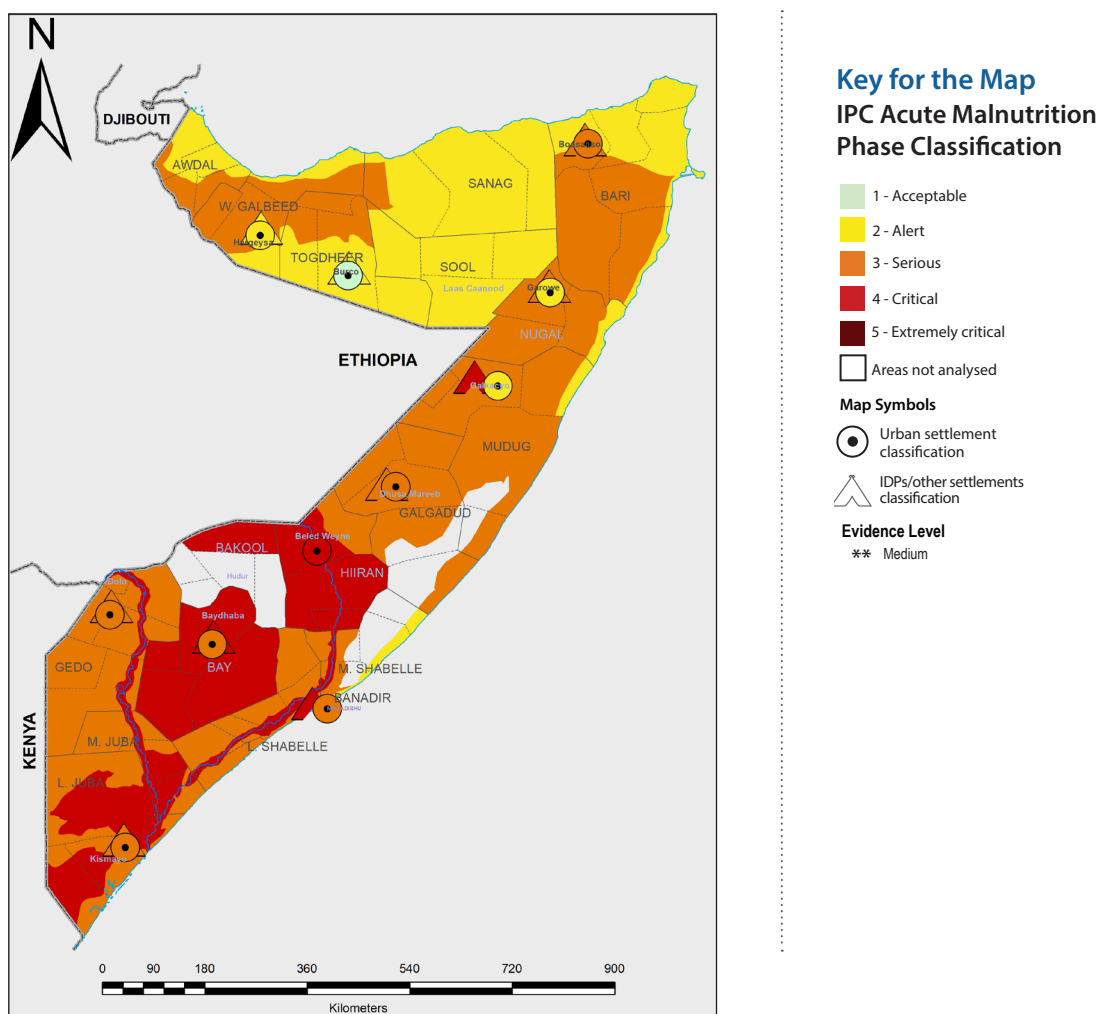 N
DJIBOUTI
AWDAL
W. GALBEED
Hargeysa
TOGDHEER
Burco
SANAG
SOOL
Laas Caanood
Bossasso
BARI
Garowe
NUGAL
ETHIOPIA
Galkacyo
MUDUG
Dhusa Mareeb
GALGADUD
Beled Weyne
BAKOOL
HIIRAN
Hudur
Dolo
Baydhaba
BAY
GEDO
M. SHABELLE
BANADIR
KENYA
M. JUBA
L. SHABELLE
L. JUBA
Kismayo
0 90 180 360 540 720 900
Kilometers
Key for the Map
IPC Acute Malnutrition
Phase Classification
1 - Acceptable
2 - Alert
3 - Serious
4 - Critical
5 - Extremely critical
Areas not analysed
Map Symbols
Urban settlement
classification
IDPs/other settlements
classification
Evidence Level
** Medium